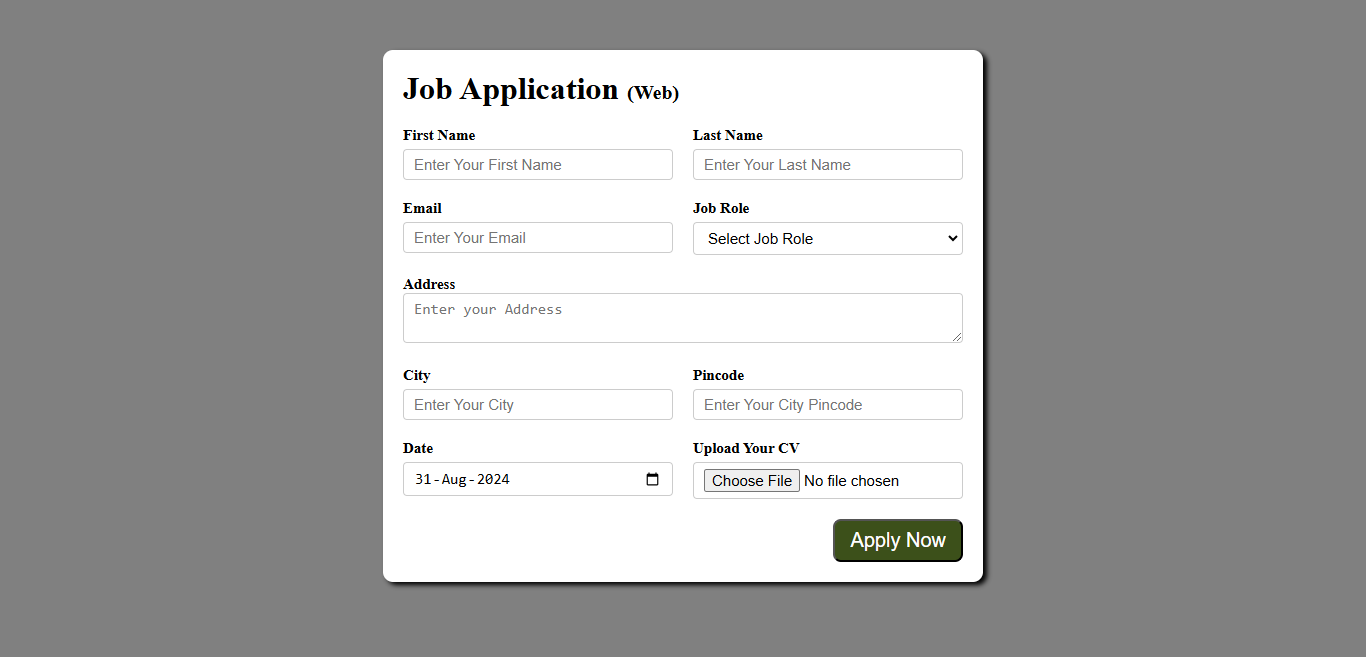 Job Application (Web)
First Name Last Name
Enter Your First Name Enter Your Last Name
Email Job Role
Enter Your Email Select Job Role
Address
Enter your Address
City Pincode
Enter Your City Enter Your City Pincode
Date Upload Your CV
31-Aug-2024 Choose File No file chosen
Apply Now